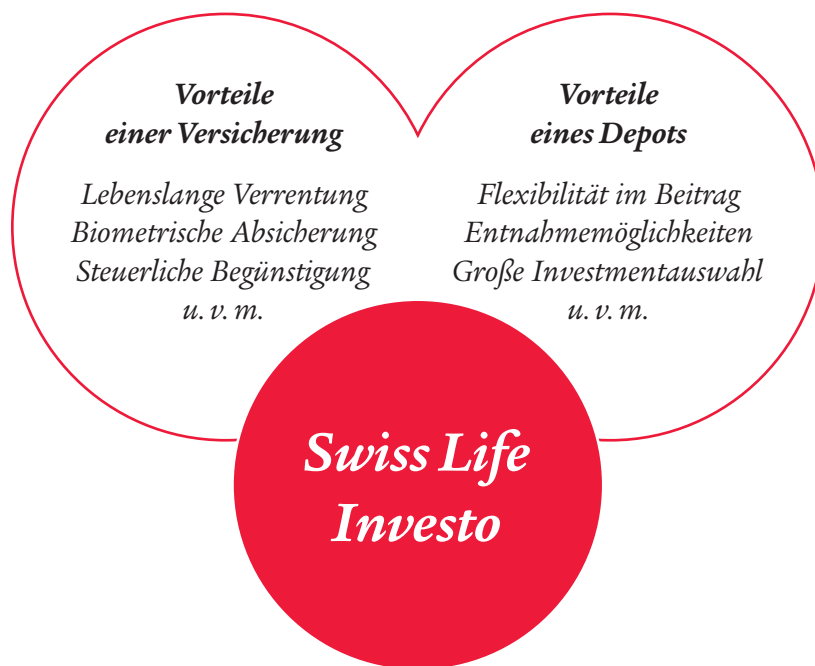 Vorteile
einer Versicherung
Lebenslange Verrentung
Biometrische Absicherung
Steuerliche Begünstigung
u. v. m.
Vorteile
eines Depots
Flexibilität im Beitrag
Entnahmemöglichkeiten
Große Investmentauswahl
u. v. m.
Swiss Life
Investo